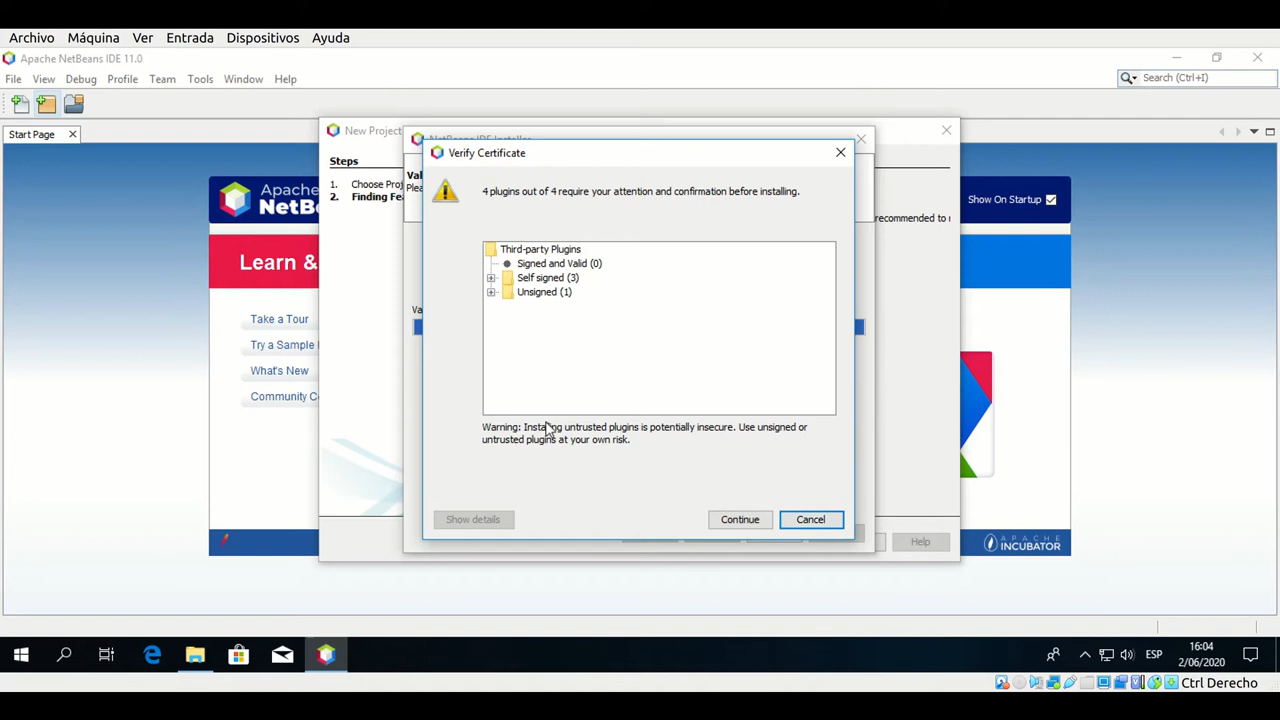 Archivo Máquina Ver Entrada Dispositivos Ayuda
Apache NetBeans IDE 11.0
File View Debug Profile Team Tools Window Help
Search (Ctrl+I)
Start Page
New Project
Steps
1. Choose Proj
2. Finding Fea
Val
Plea
recommended to
Verify Certificate
4 plugins out of 4 require your attention and confirmation before installing.
Third-party Plugins
Signed and Valid (0)
Self signed (3)
Unsigned (1)
Va
Warning: Installing untrusted plugins is potentially insecure. Use unsigned or
untrusted plugins at your own risk.
Show details
Continue
Cancel
Help
Apache
NetBe
Show On Startup
Learn &
Take a Tour
Try a Sample
What's New
Community C
APACHE
INCUBATOR
ESP
16:04
2/06/2020
Ctrl Derecho